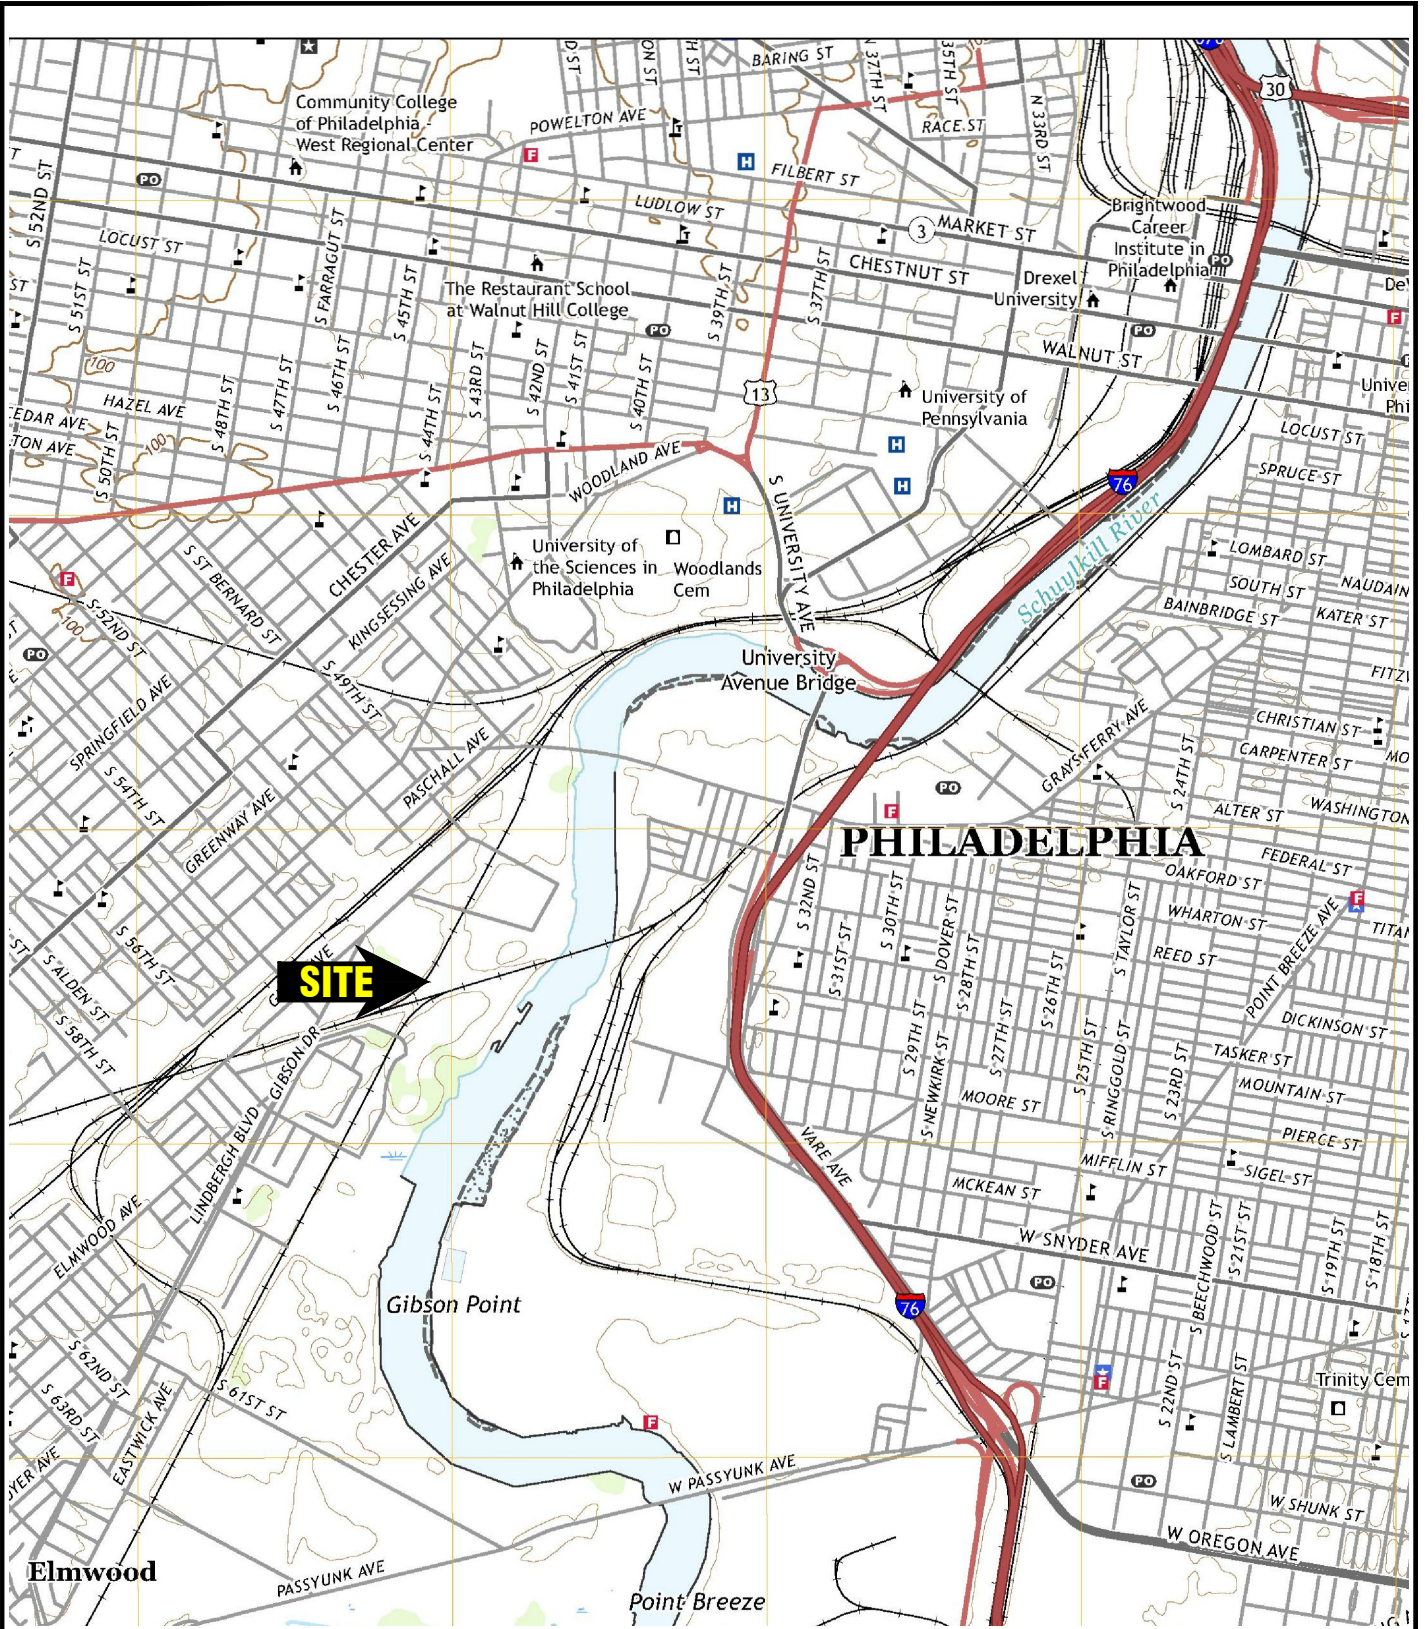 BARING ST
N 37TH ST
35TH ST
N 33RD ST
30
Community College
of Philadelphia
West Regional Center
POWELTON AVE
RACE ST
F
H
FILBERT ST
PO
LUDLOW ST
3
MARKET ST
Brightwood
Career
Institute in
Philadelphia
PO
S 52ND ST
LOCUST ST
S FARRAGUT ST
CHESTNUT ST
Drexel
University
S 51ST ST
S 45TH ST
The Restaurant School
at Walnut Hill College
S 39TH ST
S 37TH ST
PO
PO
F
WALNUT ST
100
S 47TH ST
S 46TH ST
S 43RD ST
S 42ND ST
S 41ST ST
S 40TH ST
13
HAZEL AVE
S 48TH ST
S 44TH ST
University of
Pennsylvania
LOCUST ST
100
S 50TH ST
WOODLAND AVE
H
H
H
76
SPRUCE ST
S UNIVERSITY AVE
Schuylkill River
CHESTER AVE
S ST BERNARD ST
KINGSESSING AVE
University of
the Sciences in
Philadelphia
Woodlands
Cem
LOMBARD ST
SOUTH ST
NAUDAIN
BAINBRIDGE ST
KATER ST
F
100
S 52ND ST
PO
S 49TH ST
University
Avenue Bridge
SPRINGFIELD AVE
PASCHALL AVE
GRAYS FERRY AVE
CHRISTIAN ST
CARPENTER ST
S 54TH ST
S 24TH ST
PO
F
ALTER ST
WASHINGTON
GREENWAY AVE
PHILADELPHIA
FEDERAL ST
OAKFORD ST
S 32ND ST
S 30TH ST
S DOVER ST
S TAYLOR ST
WHARTON ST
F
POINT BREEZE AVE
S 56TH ST
S 31ST ST
S 28TH ST
REED ST
S ALDEN ST
SITE
S 26TH ST
S 58TH ST
GIBSON DR
S 29TH ST
S 27TH ST
DICKINSON ST
S NEWKIRK ST
S 25TH ST
S RINGGOLD ST
S 23RD ST
TASKER ST
MOUNTAIN ST
MOORE ST
LINDBERGH BLVD
VARE AVE
PIERCE ST
MIFFLIN ST
SIGEL ST
MCKEAN ST
ELMWOOD AVE
W SNYDER AVE
S BEECHWOOD ST
S 21ST ST
S 19TH ST
S 18TH ST
PO
Gibson Point
76
S 62ND ST
S 63RD ST
S 61ST ST
EASTWICK AVE
F
F
S 22ND ST
S LAMBERT ST
Trinity Cem
W PASSYUNK AVE
PO
W SHUNK ST
W OREGON AVE
Elmwood
PASSYUNK AVE
Point Breeze